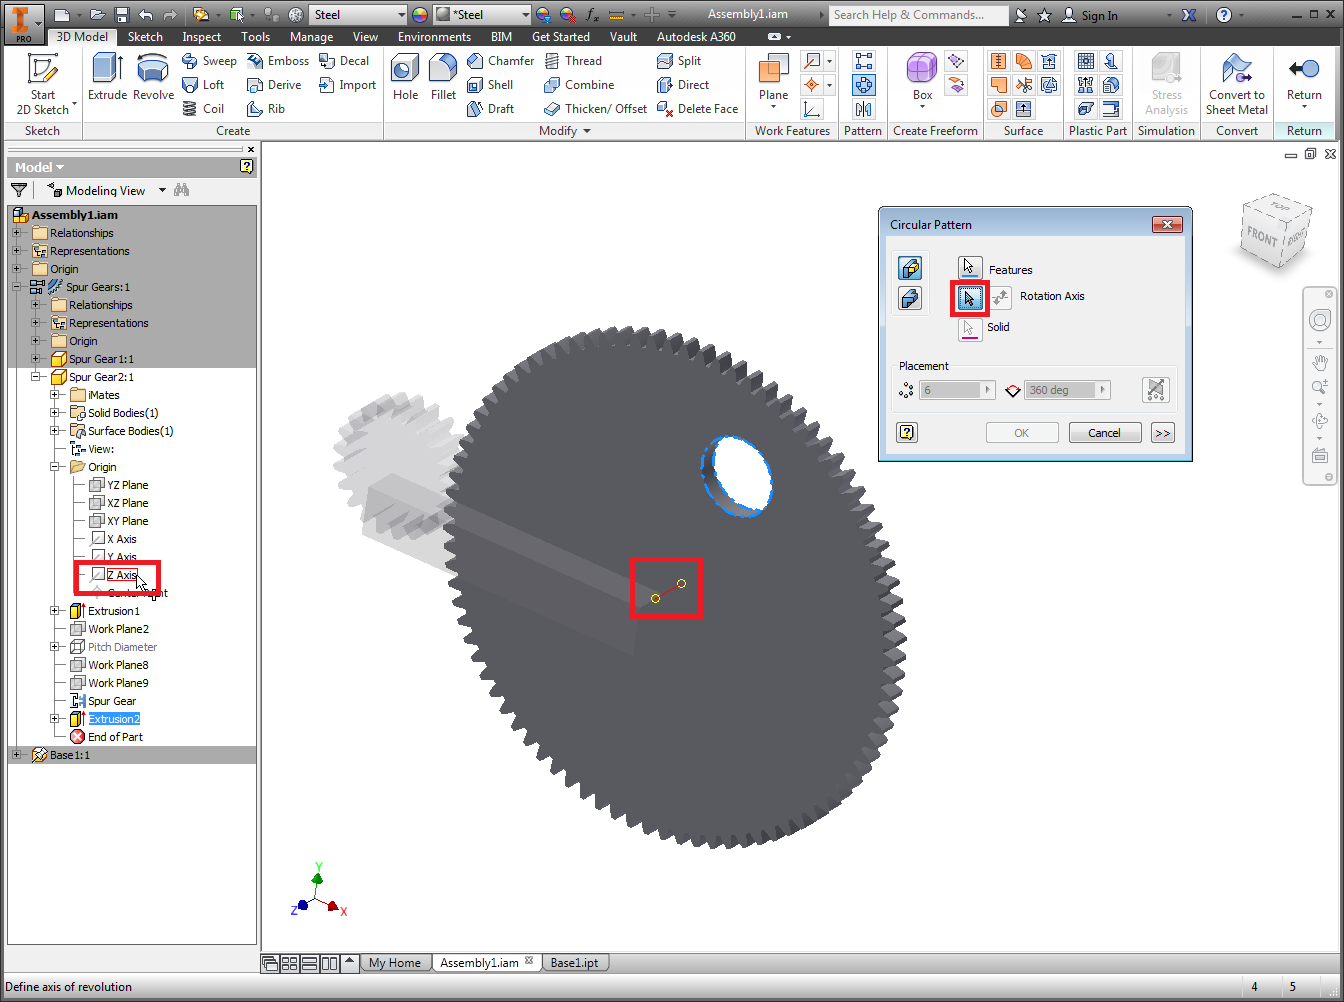 PRO
Steel
*Steel
Assembly1.iam
Search Help & Commands...
Sign In
3D Model
Sketch
Inspect
Tools
Manage
View
Environments
BIM
Get Started
Vault
Autodesk A360
Start
2D Sketch
Extrude
Revolve
Sweep
Loft
Coil
Emboss
Derive
Rib
Decal
Import
Hole
Fillet
Chamfer
Shell
Draft
Thread
Combine
Thicken/ Offset
Split
Direct
Delete Face
Plane
Box
Stress
Analysis
Convert to
Sheet Metal
Return
Sketch
Create
Modify
Work Features
Pattern
Create Freeform
Surface
Plastic Part
Simulation
Convert
Return
Model
Modeling View
Assembly1.iam
Relationships
Representations
Origin
Spur Gears:1
Relationships
Representations
Origin
Spur Gear1:1
Spur Gear2:1
iMates
Solid Bodies(1)
Surface Bodies(1)
View:
Origin
YZ Plane
XZ Plane
XY Plane
X Axis
Y Axis
Z Axis
Center Point
Extrusion1
Work Plane2
Pitch Diameter
Work Plane8
Work Plane9
Spur Gear
Extrusion2
End of Part
Base1:1
Circular Pattern
Features
Rotation Axis
Solid
Placement
6
360 deg
OK
Cancel
>>
TOP
FRONT
RIGHT
Y
Z
X
My Home
Assembly1.iam
Base1.ipt
Define axis of revolution
4
5